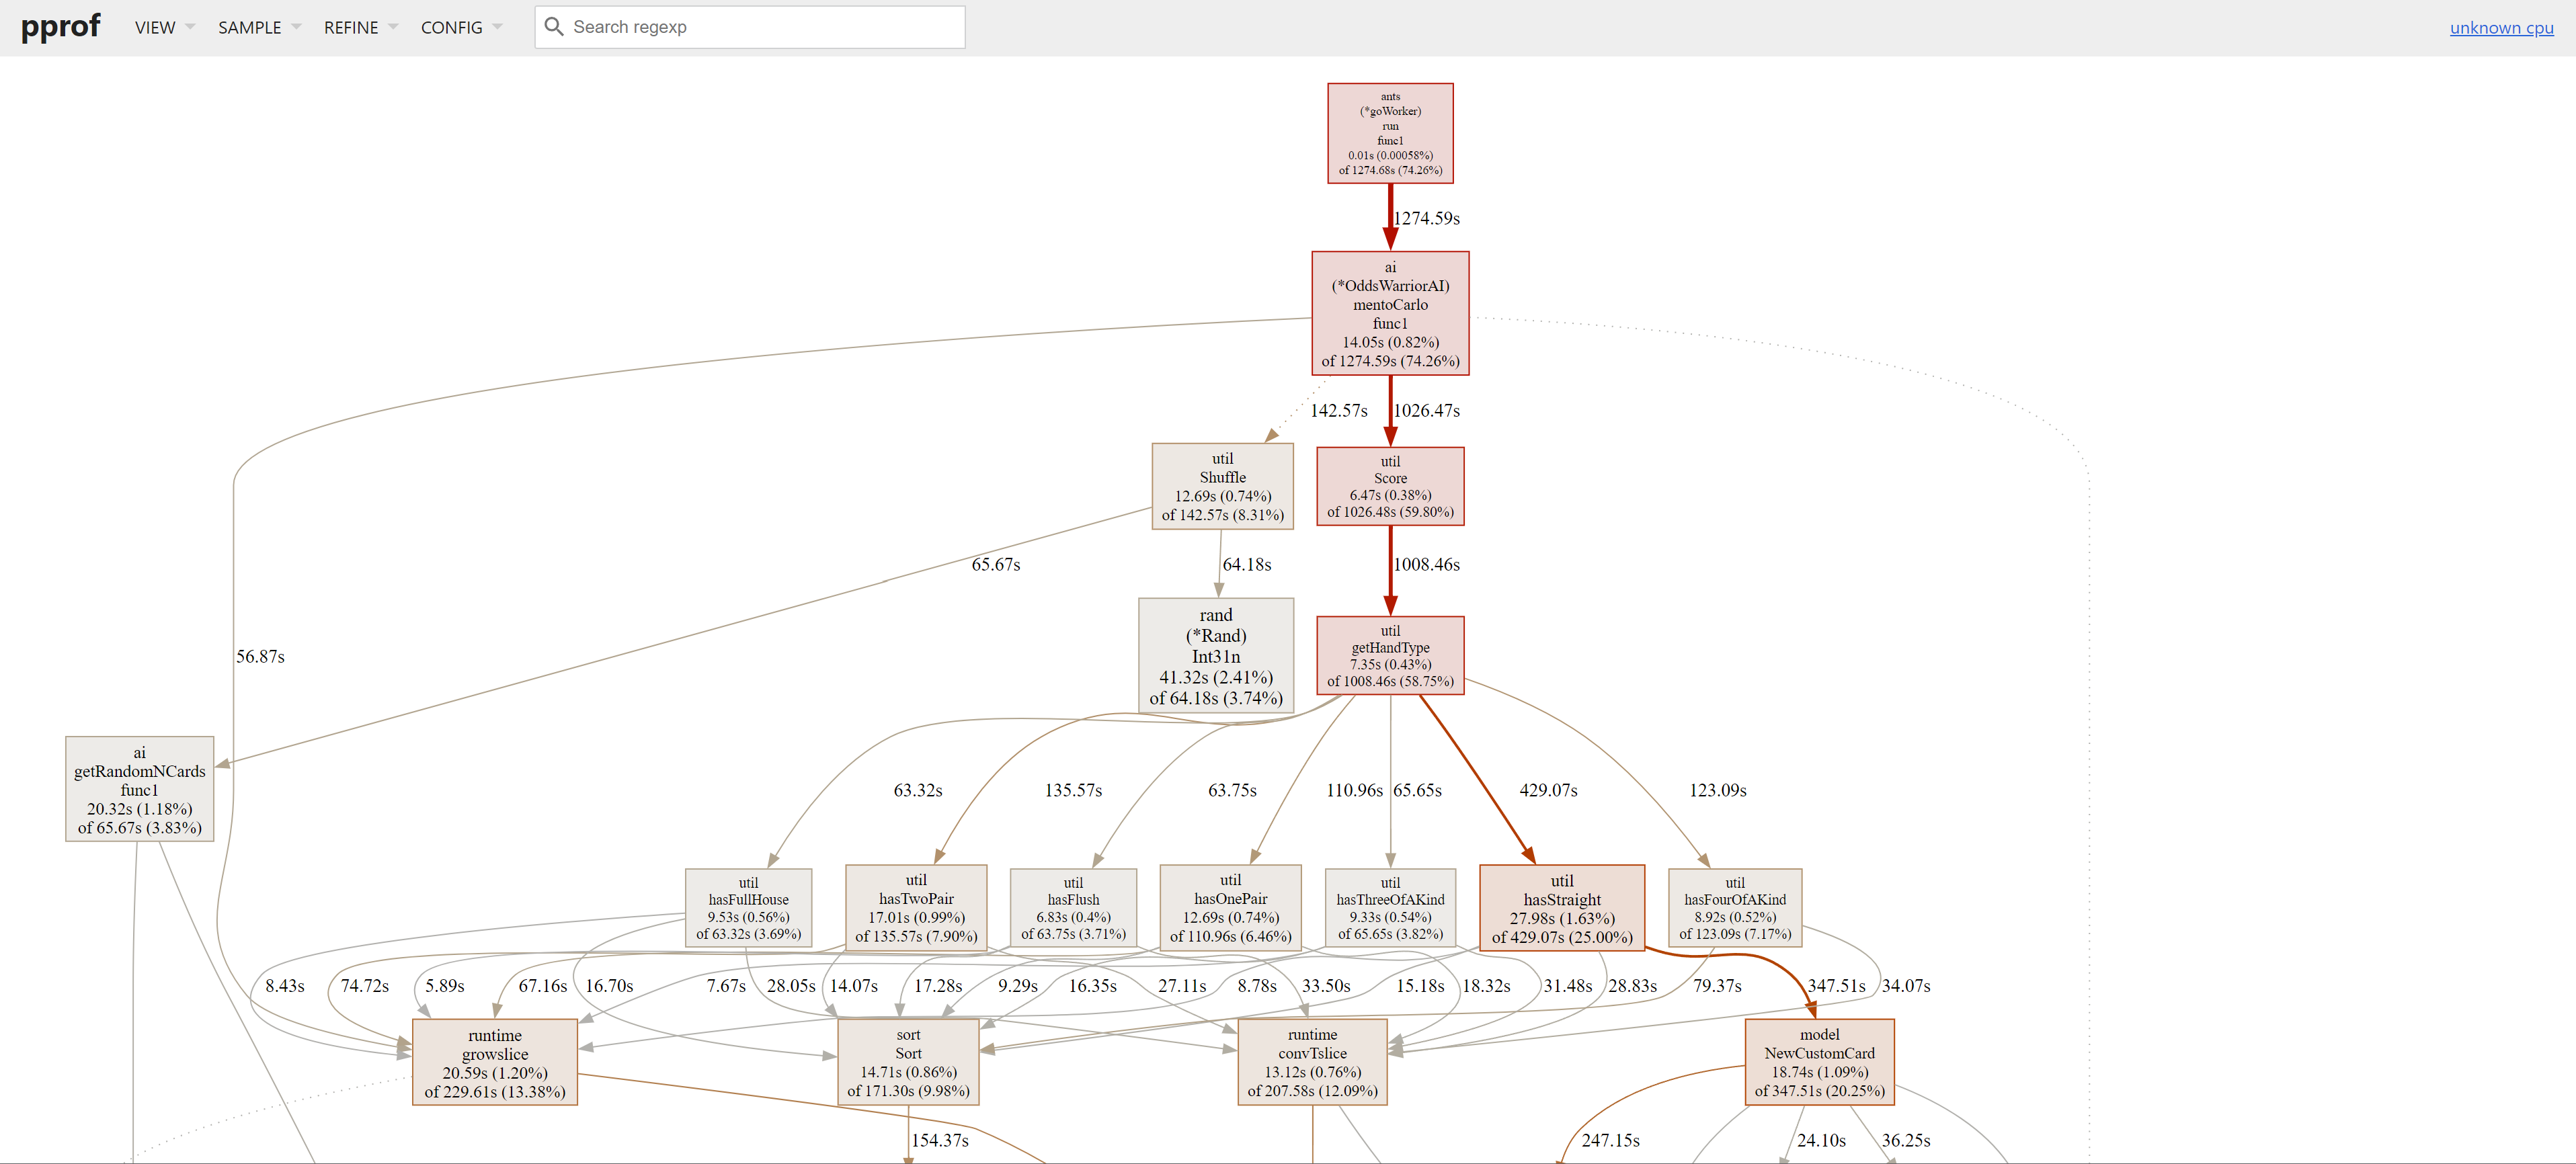 pprof VIEW SAMPLE REFINE CONFIG Search regexp unknown cpu
ants
(*goWorker)
run
func1
0.01s (0.00058%)
of 1274.68s (74.26%)
1274.59s
ai
(*OddsWarriorAI)
mentoCarlo
func1
14.05s (0.82%)
of 1274.59s (74.26%)
142.57s 1026.47s
util
Shuffle
12.69s (0.74%)
of 142.57s (8.31%)
util
Score
6.47s (0.38%)
of 1026.48s (59.80%)
65.67s 64.18s 1008.46s
rand
(*Rand)
Int31n
41.32s (2.41%)
of 64.18s (3.74%)
util
getHandType
7.35s (0.43%)
of 1008.46s (58.75%)
56.87s
ai
getRandomNCards
func1
20.32s (1.18%)
of 65.67s (3.83%)
63.32s 135.57s 63.75s 110.96s 65.65s 429.07s 123.09s
util
hasFullHouse
9.53s (0.56%)
of 63.32s (3.69%)
util
hasTwoPair
17.01s (0.99%)
of 135.57s (7.90%)
util
hasFlush
6.83s (0.4%)
of 63.75s (3.71%)
util
hasOnePair
12.69s (0.74%)
of 110.96s (6.46%)
util
hasThreeOfAKind
9.33s (0.54%)
of 65.65s (3.82%)
util
hasStraight
27.98s (1.63%)
of 429.07s (25.00%)
util
hasFourOfAKind
8.92s (0.52%)
of 123.09s (7.17%)
8.43s 74.72s 5.89s 67.16s 16.70s 7.67s 28.05s 14.07s 17.28s 9.29s 16.35s 27.11s 8.78s 33.50s 15.18s 18.32s 31.48s 28.83s 79.37s 347.51s 34.07s
runtime
growslice
20.59s (1.20%)
of 229.61s (13.38%)
sort
Sort
14.71s (0.86%)
of 171.30s (9.98%)
runtime
convTslice
13.12s (0.76%)
of 207.58s (12.09%)
model
NewCustomCard
18.74s (1.09%)
of 347.51s (20.25%)
154.37s 247.15s 24.10s 36.25s